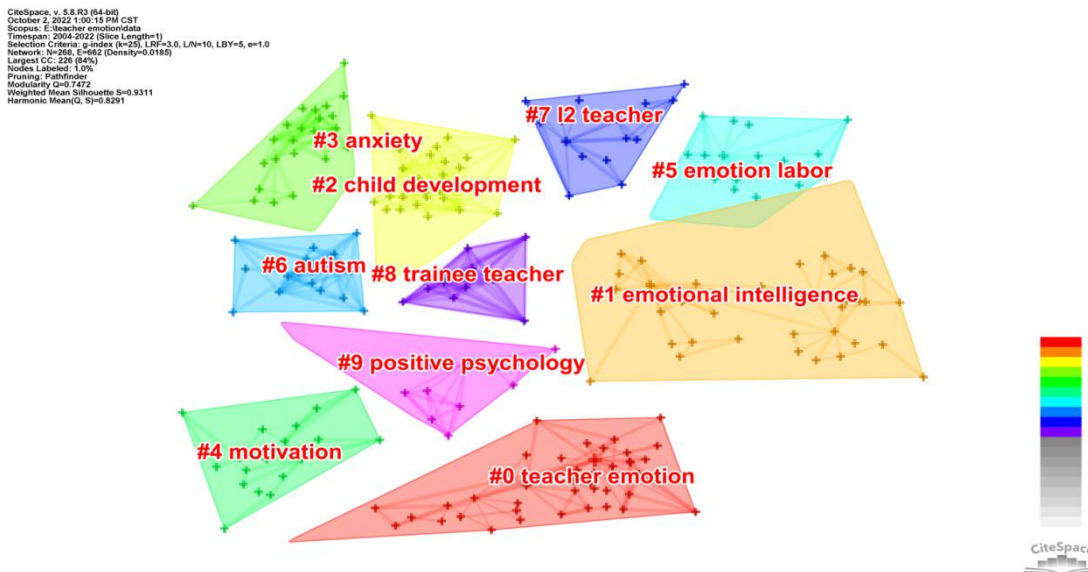 CiteSpace, v. 5.8.R3 (64-bit)
October 2, 2022 1:00:15 PM CST
Scopus: E:\teacher emotion\data
Timespan: 2004-2022 (Slice Length=1)
Selection Criteria: g-index (k=25), LRF=3.0, L/N=10, LBY=5, e=1.0
Network: N=268, E=662 (Density=0.0185)
Largest CC: 226 (84%)
Nodes Labeled: 1.0%
Pruning: Pathfinder
Modularity Q=0.7472
Weighted Mean Silhouette S=0.9311
Harmonic Mean(Q, S)=0.8291
#7 l2 teacher
#3 anxiety
#5 emotion labor
#2 child development
#6 autism
#8 trainee teacher
#1 emotional intelligence
#9 positive psychology
#4 motivation
#0 teacher emotion
CiteSpace